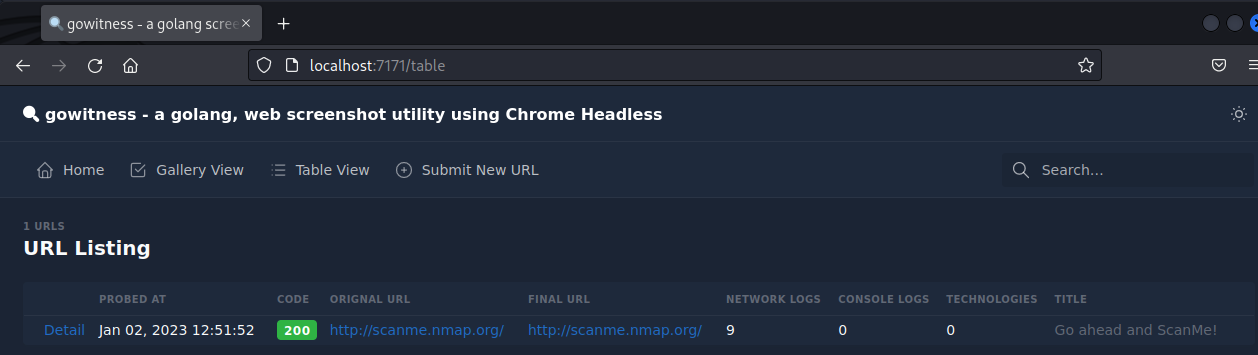 gowitness - a golang scree
localhost:7171/table
gowitness - a golang, web screenshot utility using Chrome Headless
Home Gallery View Table View Submit New URL Search...
1 URLS
URL Listing
PROBED AT CODE ORIGNAL URL FINAL URL NETWORK LOGS CONSOLE LOGS TECHNOLOGIES TITLE
Detail Jan 02, 2023 12:51:52 200 http://scanme.nmap.org/ http://scanme.nmap.org/ 9 0 0 Go ahead and ScanMe!